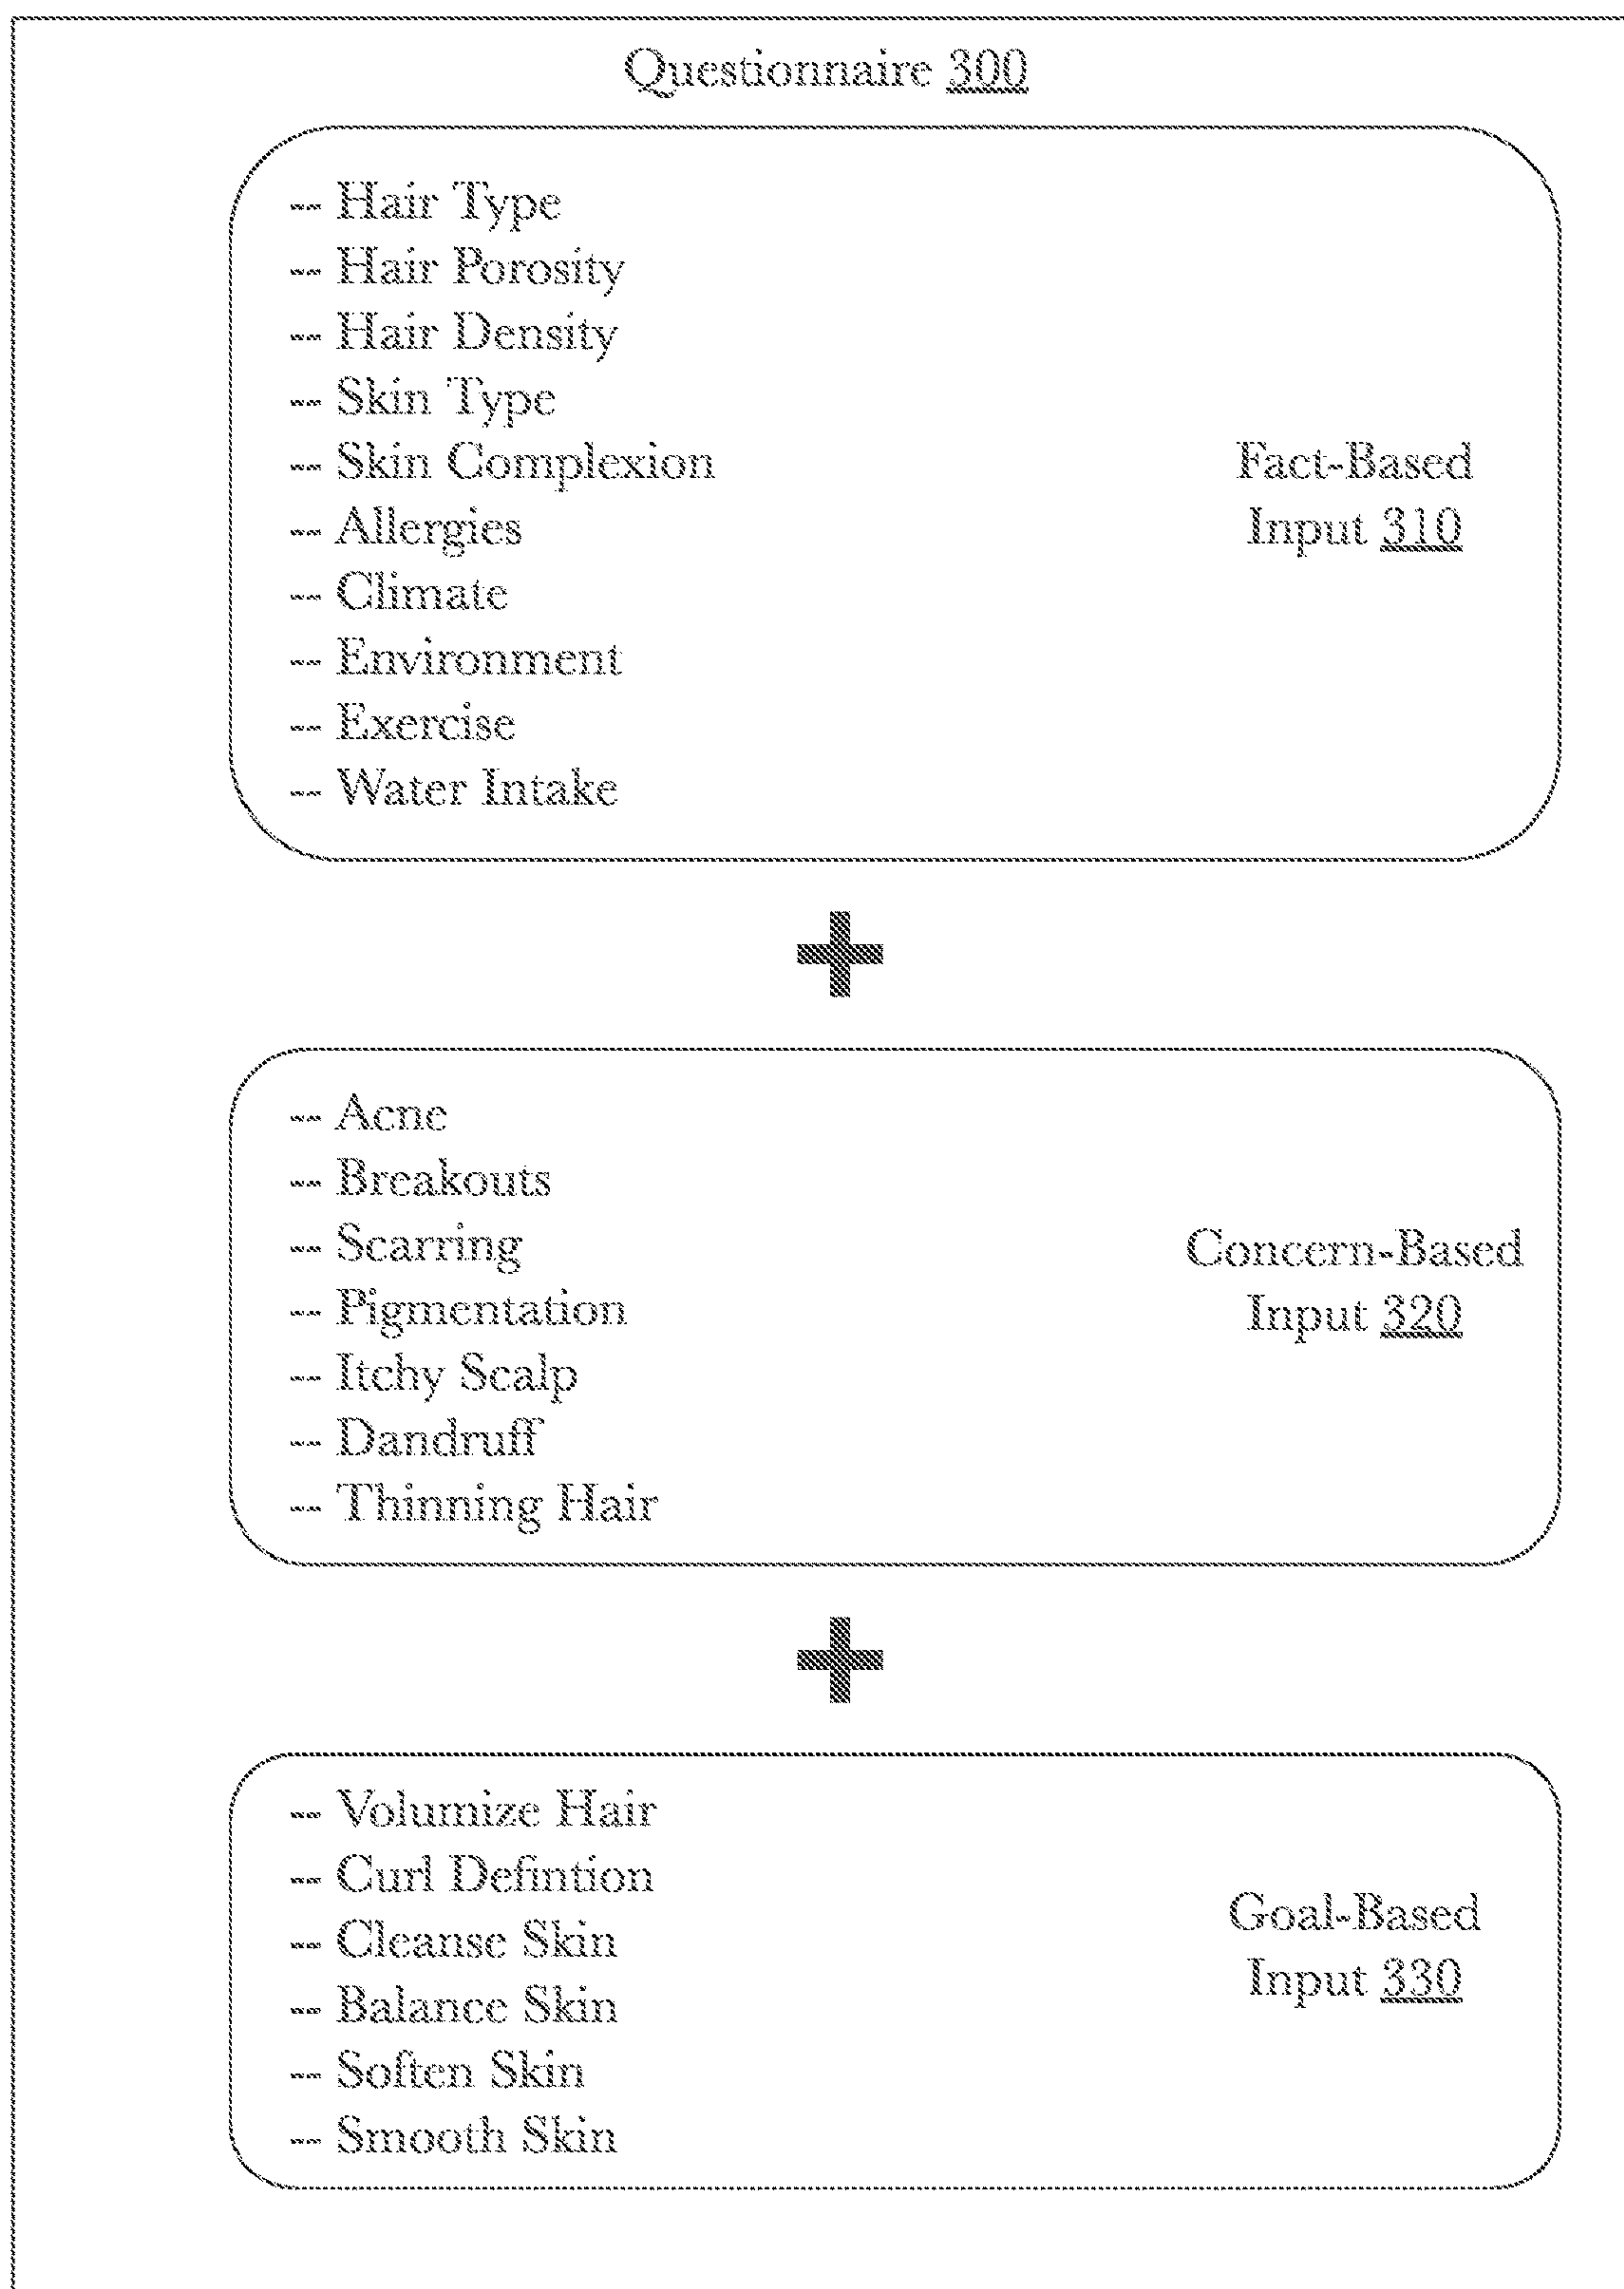 Questionnaire 300
-- Hair Type
-- Hair Porosity
-- Hair Density
-- Skin Type
-- Skin Complexion
-- Allergies
-- Climate
-- Environment
-- Exercise
-- Water Intake
Fact-Based
Input 310
+
-- Acne
-- Breakouts
-- Scarring
-- Pigmentation
-- Itchy Scalp
-- Dandruff
-- Thinning Hair
Concern-Based
Input 320
+
-- Volumize Hair
-- Curl Defintion
-- Cleanse Skin
-- Balance Skin
-- Soften Skin
-- Smooth Skin
Goal-Based
Input 330